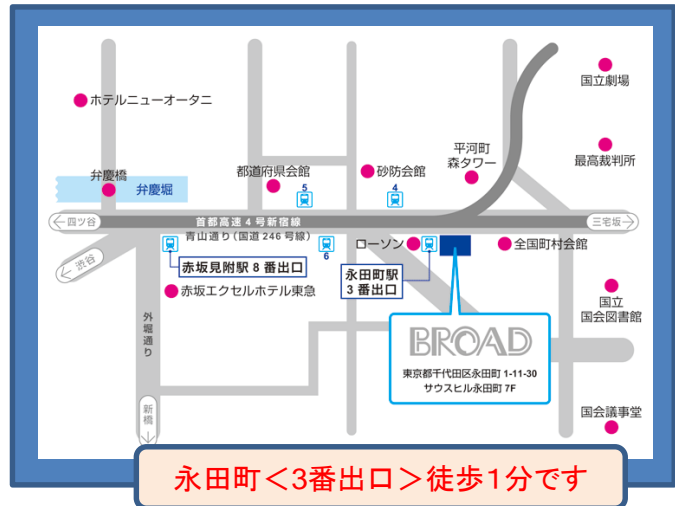 国立劇場
ホテルニューオータニ
平河町
森タワー
最高裁判所
弁慶橋
弁慶堀
都道府県会館
砂防会館
5
4
四ツ谷
首都高速4号新宿線
三宅坂
青山通り(国道246号線)
渋谷
6
ローソン
全国町村会館
赤坂見附駅 8 番出口
永田町駅
3 番出口
赤坂エクセルホテル東急
国立
国会図書館
外堀通り
BROAD
東京都千代田区永田町 1-11-30
サウスヒル永田町 7F
新橋
国会議事堂
永田町<3番出口>徒歩1分です